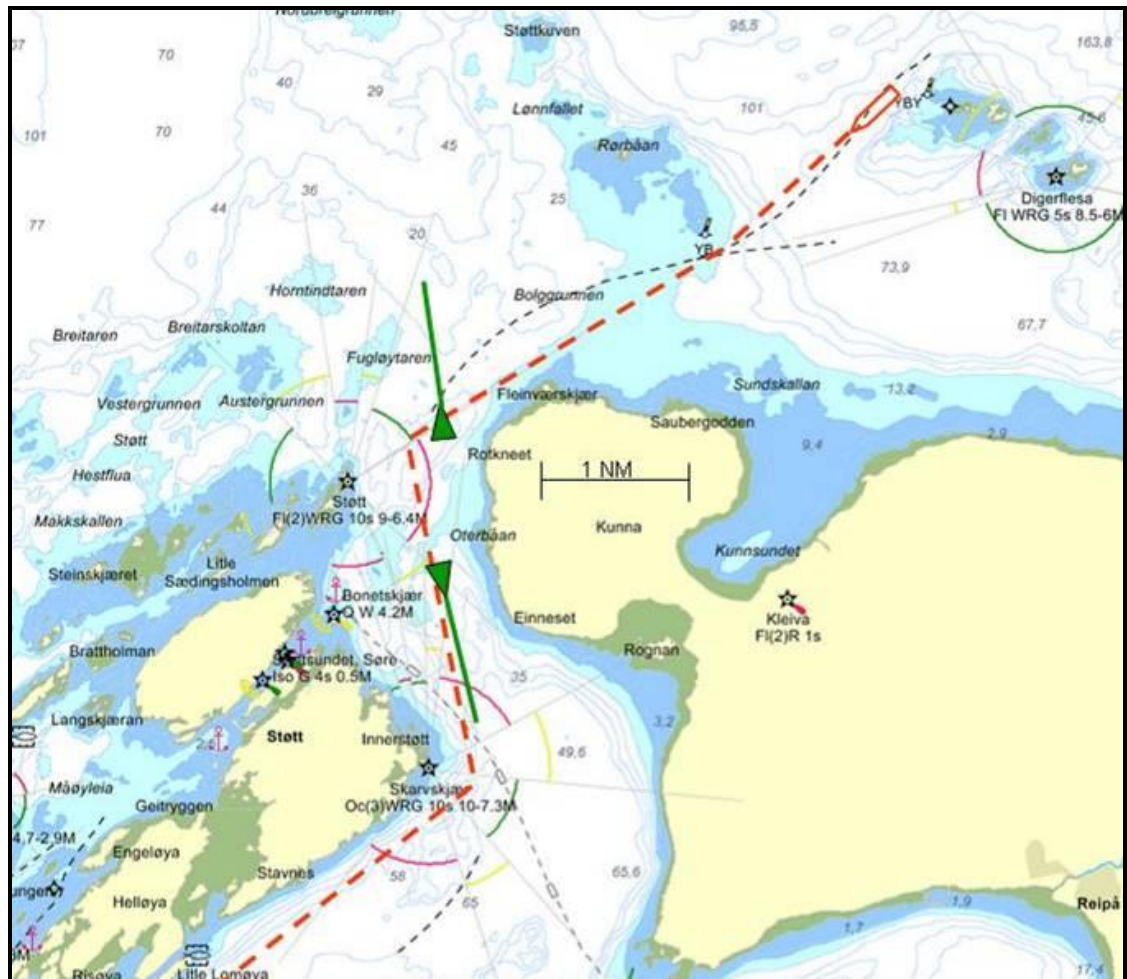 Nordbreigrunnen
Støttkuven
95,5
163,8
67
70
40
29
Lønnfallet
101
YBY
45,6
101
70
45
Rørbåan
36
25
Digerflesa
Fl WRG 5s 8.5-6M
44
77
20
YB
73,9
Horntindtaren
Bolggrunnen
67,7
Breitaren
Breitarskoltan
Fugløytaren
Sundskallan
13,2
Fleinværskjær
Vestergrunnen
Austergrunnen
Saubergodden
Støtt
9,4
2,9
Rotkneet
1 NM
Hestflua
Støtt
Fl(2)WRG 10s 9-6.4M
Makkskallen
Kunna
Oterbåan
Kunnsundet
Steinskjæret
Litle
Sædingsholmen
Bonetskjær
Q W 4.2M
Einneset
Kleiva
Fl(2)R 1s
Brattholman
Søre
Iso G 4s 0.5M
Rognan
35
Langskjæran
Støtt
Innerstøtt
3,2
49,6
Måøyleia
Skarvskjær
Oc(3)WRG 10s 10-7.3M
Geitryggen
4,7-2,9M
Engeløya
Stavnes
58
65,6
Helløya
65
1,9
Reipå
1,7
Risøya
Litle Lomøya
17,4